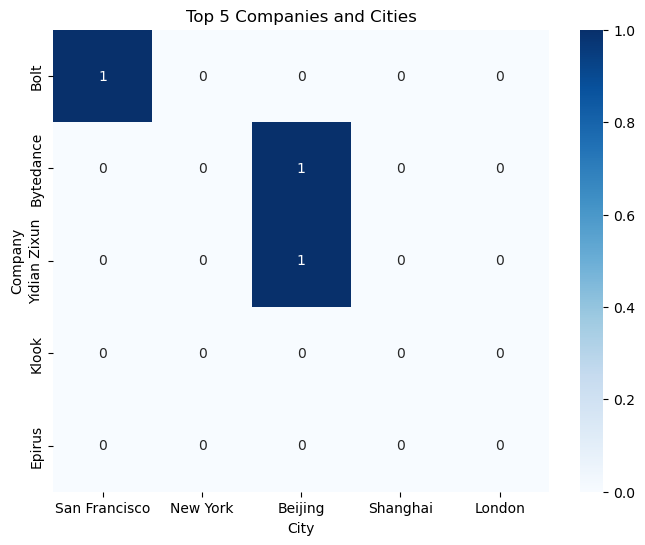 Top 5 Companies and Cities
Company
Bolt
1 0 0 0 0
Bytedance
0 0 1 0 0
Yidian Zixun
0 0 1 0 0
Klook
0 0 0 0 0
Epirus
0 0 0 0 0
San Francisco New York Beijing Shanghai London
City
1.0
0.8
0.6
0.4
0.2
0.0